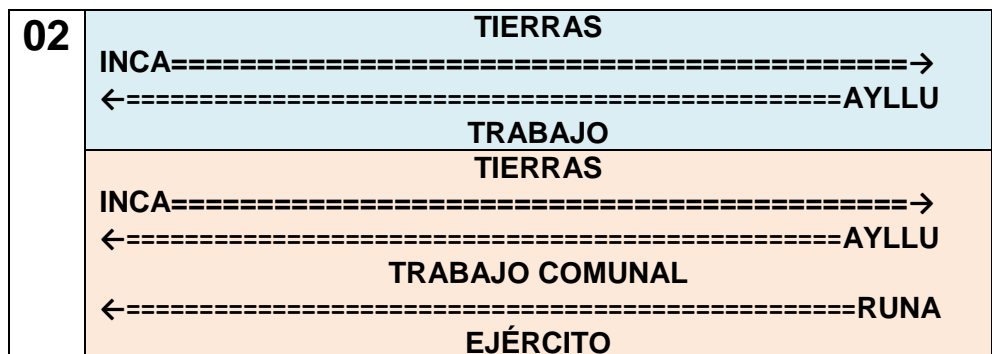 02
TIERRAS
INCA===========================================→
←=================================================AYLLU
TRABAJO
TIERRAS
INCA===========================================→
←=================================================AYLLU
TRABAJO COMUNAL
←==================================================RUNA
EJÉRCITO